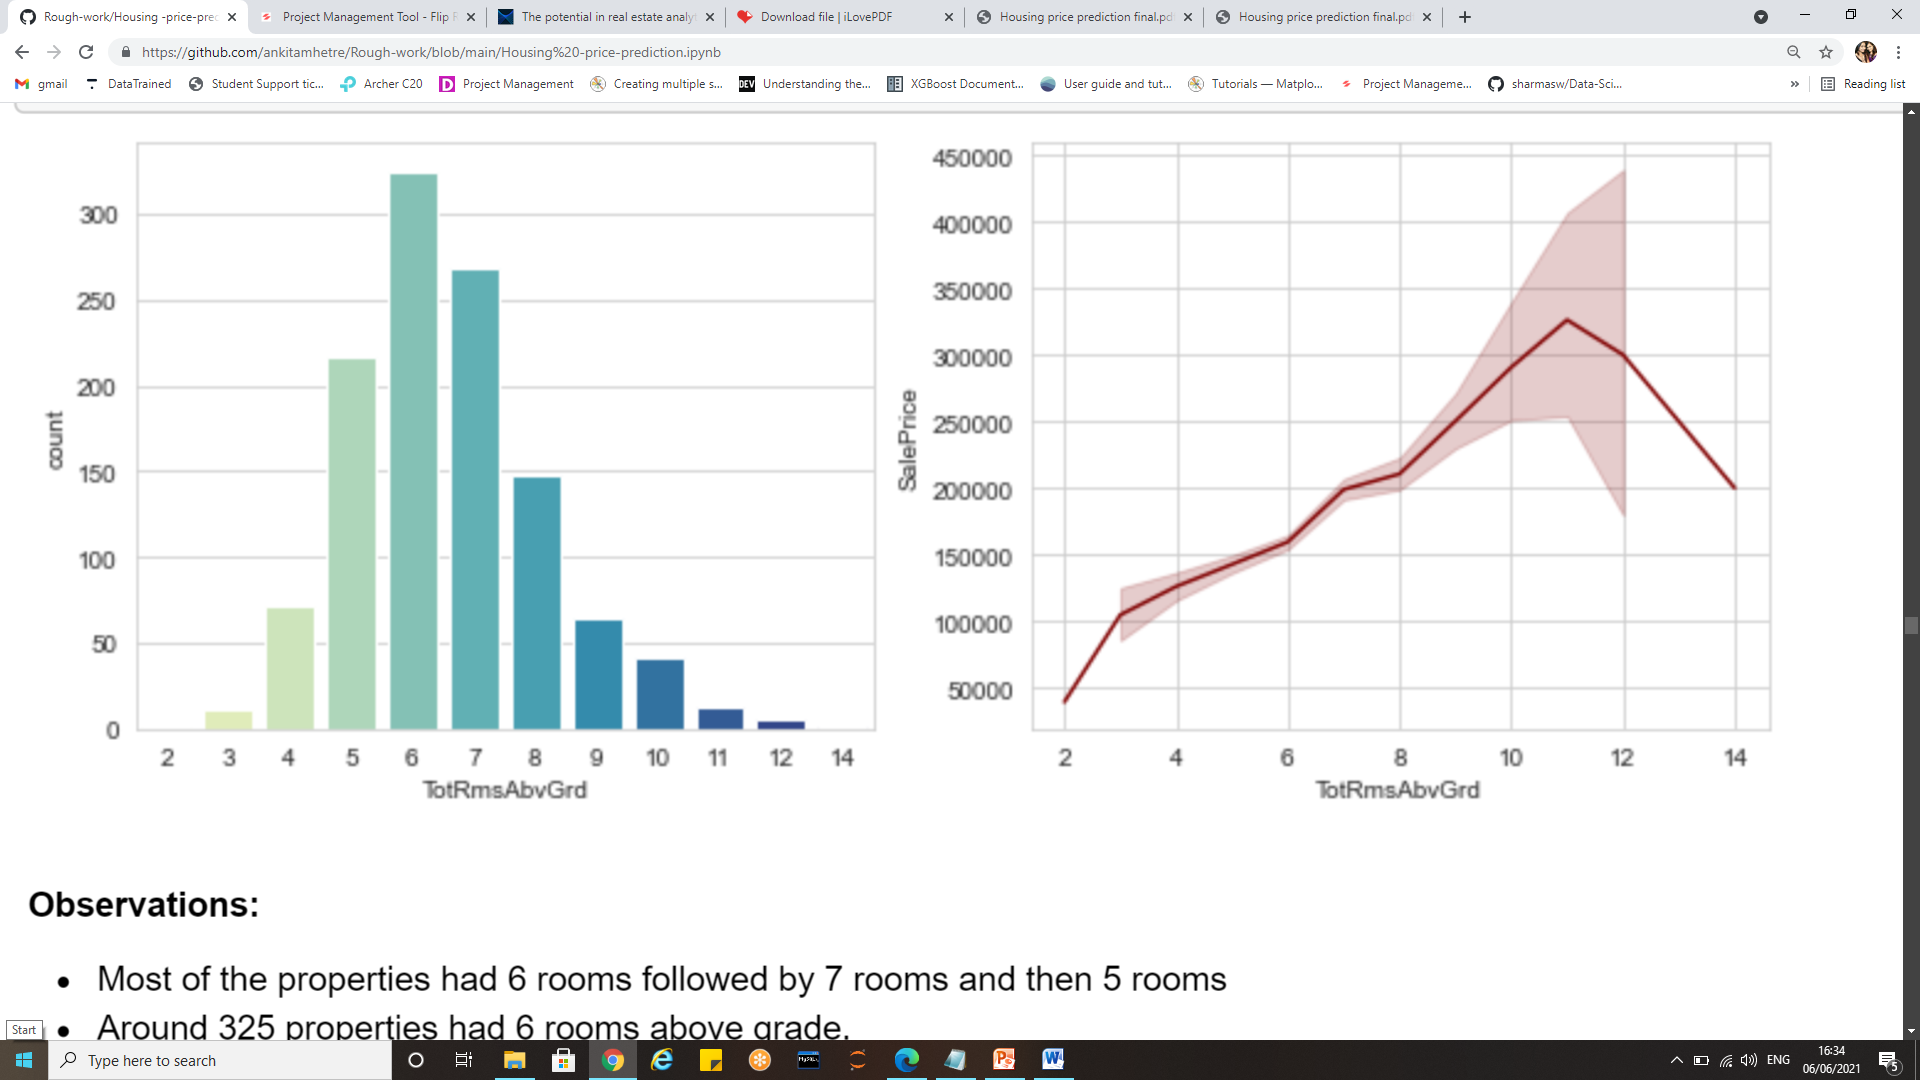 Rough-work/Housing -price-prec
Project Management Tool - Flip R
The potential in real estate analyt
Download file | iLovePDF
Housing price prediction final.pd
Housing price prediction final.pd
https://github.com/ankitamhetre/Rough-work/blob/main/Housing%20-price-prediction.ipynb
gmail
DataTrained
Student Support tic...
Archer C20
Project Management
Creating multiple s...
DEV
Understanding the...
XGBoost Document...
User guide and tut...
Tutorials — Matplo...
Project Manageme...
sharmasw/Data-Sci...
»
Reading list
300
250
200
150
100
50
0
count
2 3 4 5 6 7 8 9 10 11 12 14
TotRmsAbvGrd
450000
400000
350000
300000
250000
200000
150000
100000
50000
SalePrice
2 4 6 8 10 12 14
TotRmsAbvGrd
Observations:
• Most of the properties had 6 rooms followed by 7 rooms and then 5 rooms
• Around 325 properties had 6 rooms above grade.
Start
Type here to search
ENG
16:34
06/06/2021
5